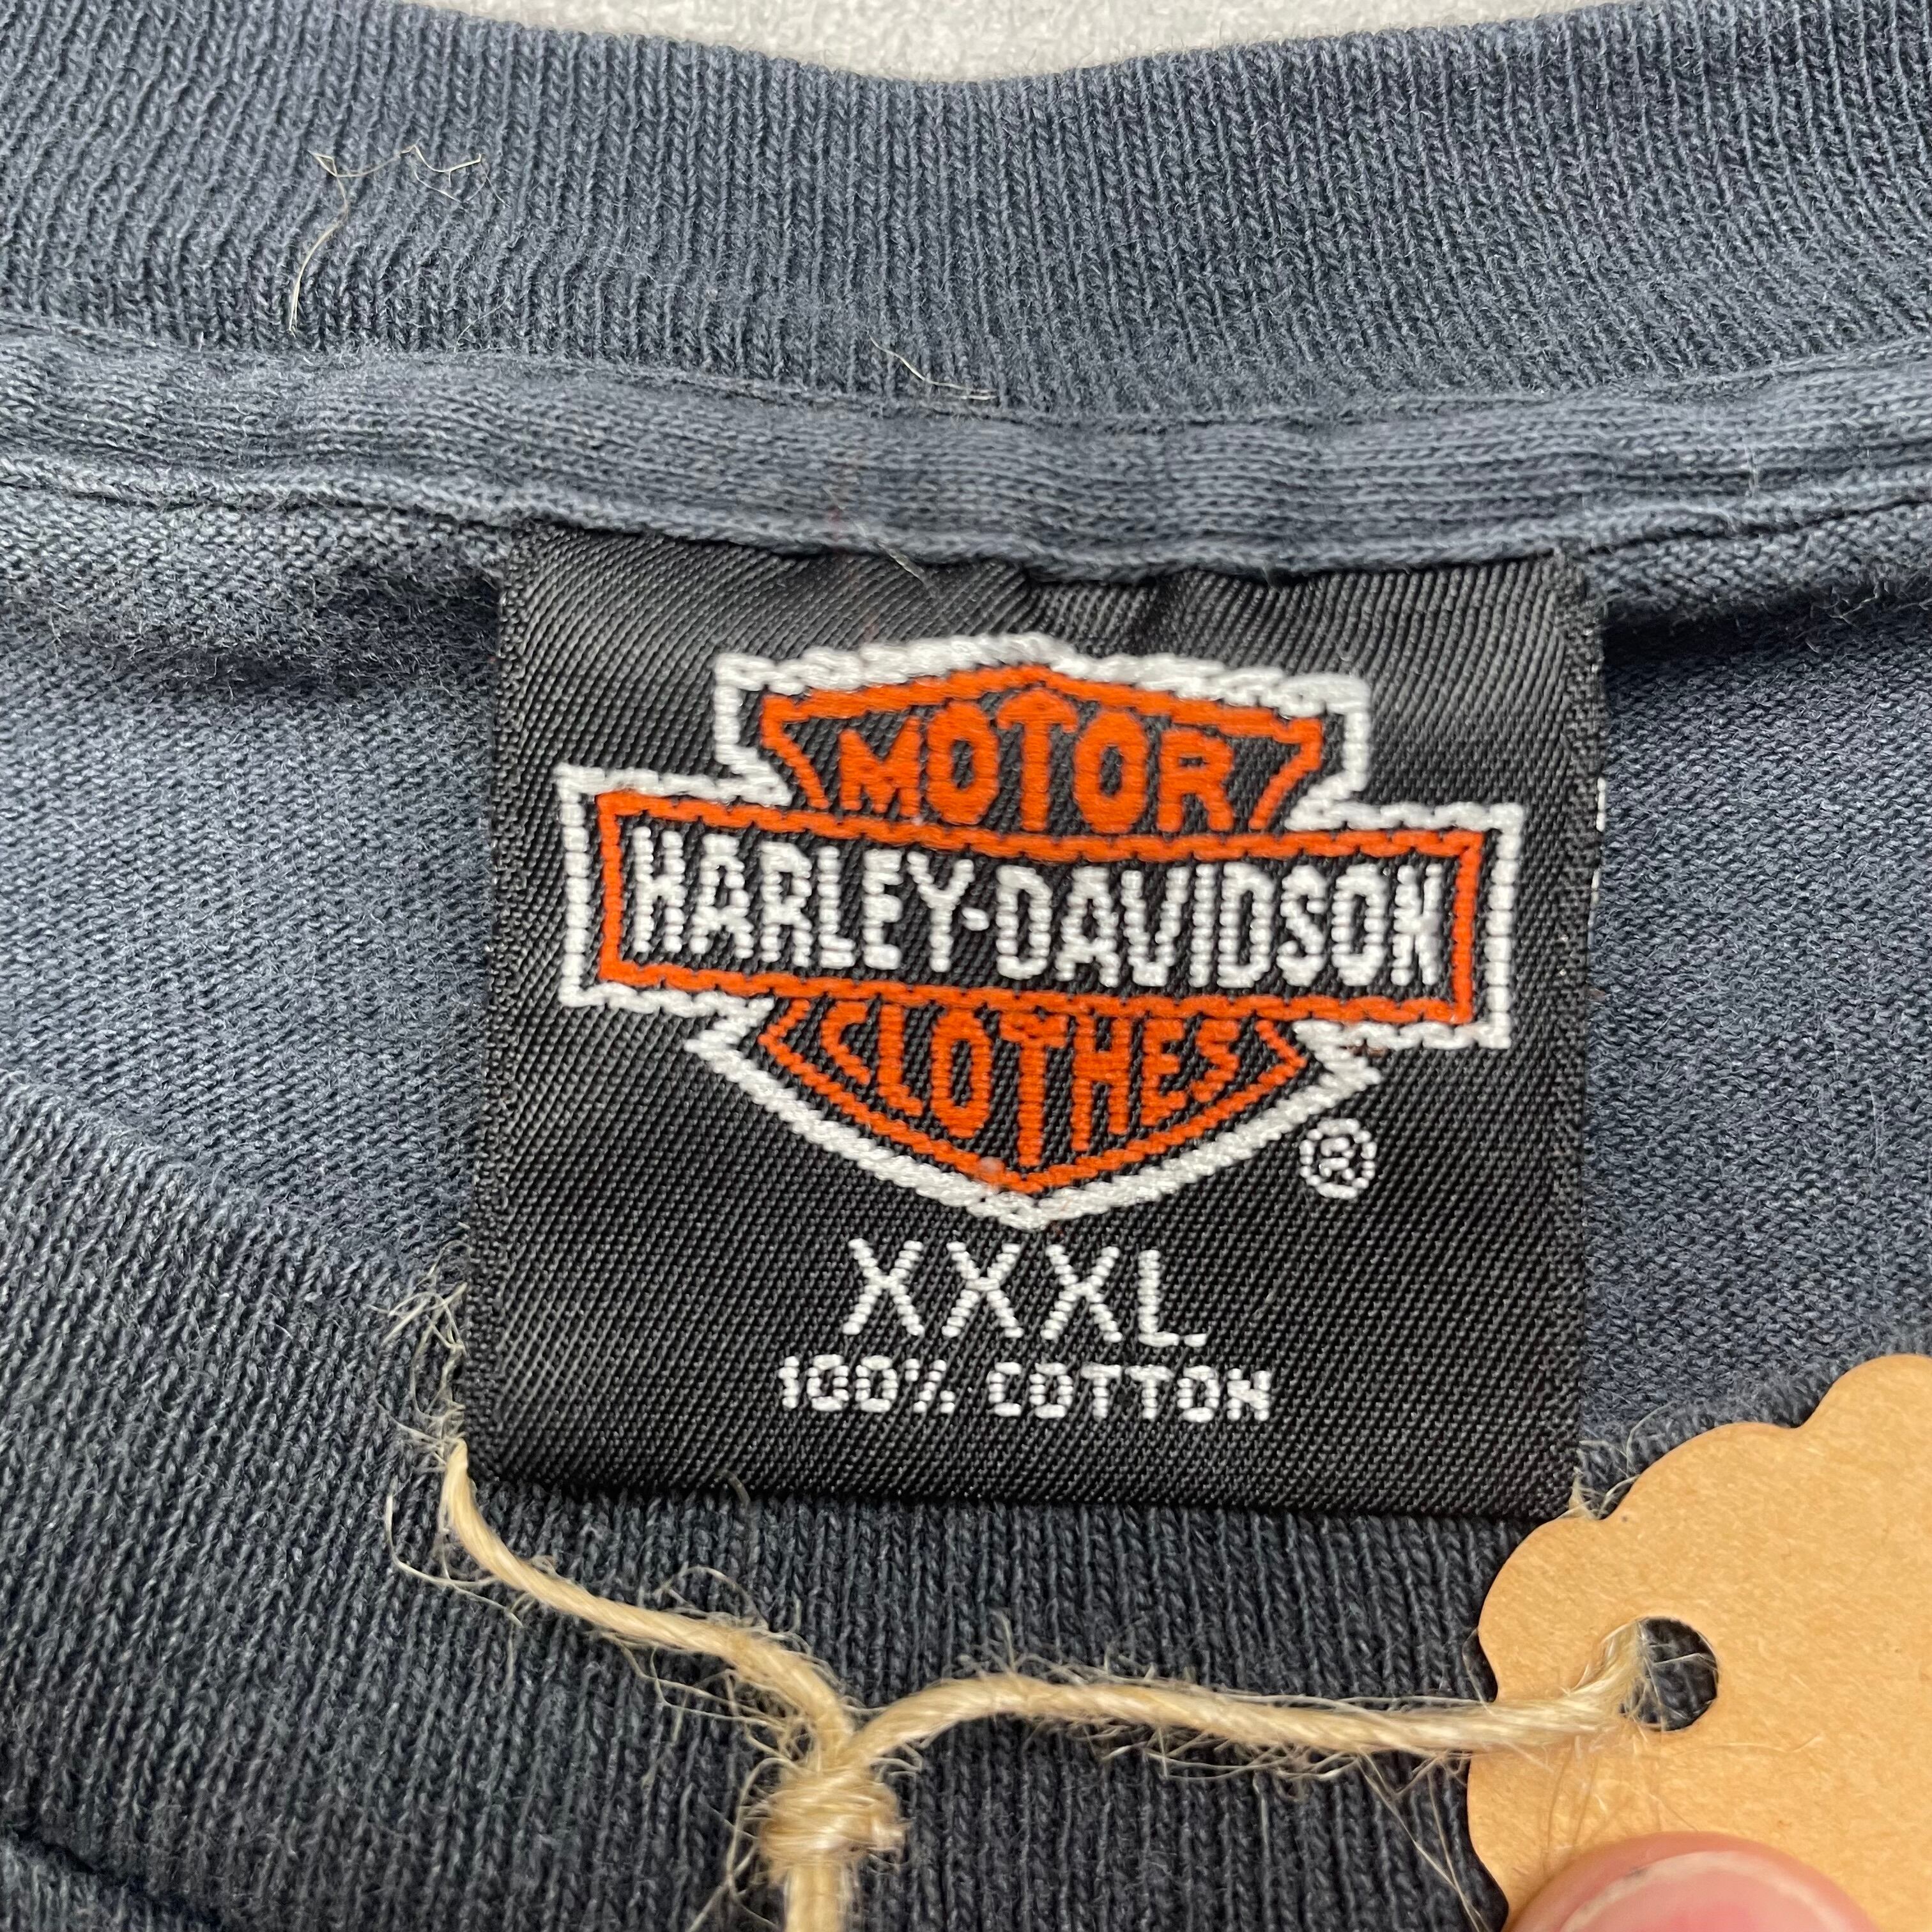 MOTOR
HARLEY-DAVIDSON
CLOTHES
®
XXXL
100% COTTON